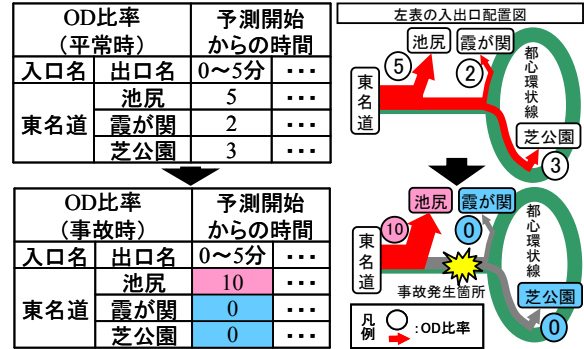 OD比率
(平常時)
予測開始
からの時間
入口名 出口名 0～5分 ･･･
東名道
池尻 5 ･･･
霞が関 2 ･･･
芝公園 3 ･･･
OD比率
(事故時)
予測開始
からの時間
入口名 出口名 0～5分 ･･･
東名道
池尻 10 ･･･
霞が関 0 ･･･
芝公園 0 ･･･
左表の入出口配置図
池尻 霞が関
5
2
東名道
都心環状線
芝公園
3
池尻 霞が関
10
0
東名道
都心環状線
事故発生箇所
芝公園
0
凡例 :OD比率